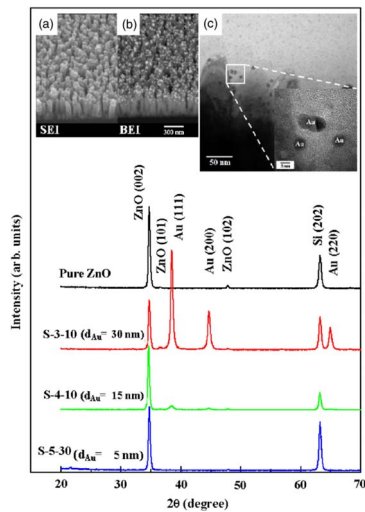 (a)
(b)
(c)
SEI
BEI
300 nm
50 nm
Au
Au
Au
5 nm
Intensity (arb. units)
ZnO (002)
ZnO (101)
Au (111)
Au (200)
ZnO (102)
Si (202)
Au (220)
Pure ZnO
S-3-10 (dAu= 30 nm)
S-4-10 (dAu= 15 nm)
S-5-30 (dAu= 5 nm)
20 30 40 50 60 70
2θ (degree)